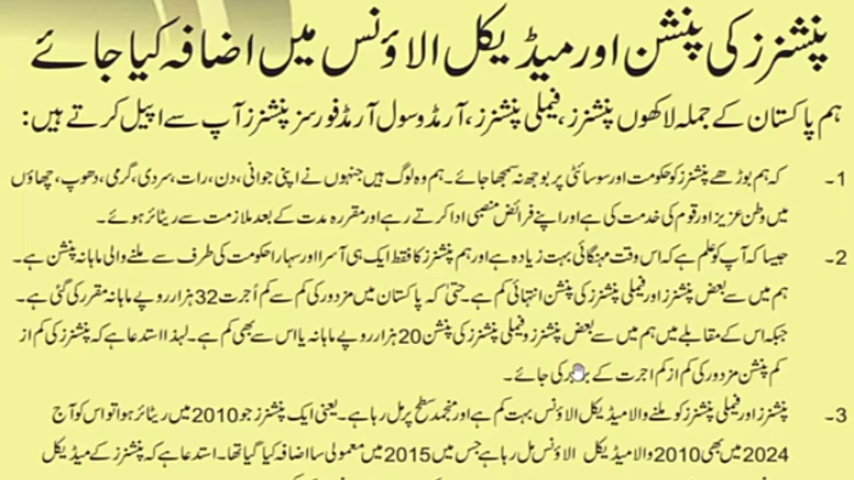 پنشنرز کی پنشن اور میڈیکل الاؤنس میں اضافہ کیا جائے
ہم پاکستان کے جملہ لاکھوں پنشنرز، فیملی پنشنرز، آرمڈ و سول آرمڈ فورسز پنشنرز آپ سے اپیل کرتے ہیں:
1۔ کہ ہم بوڑھے پنشنرز کو حکومت اور سوسائٹی پر بوجھ نہ سمجھا جائے۔ ہم وہ لوگ ہیں جنہوں نے اپنی جوانی، دن، رات، سردی، گرمی، دھوپ، چھاؤں
میں وطن عزیز اور قوم کی خدمت کی ہے اور اپنے فرائض منصبی ادا کرتے رہے اور مقررہ مدت کے بعد ملازمت سے ریٹائر ہوئے۔
2۔ جیسا کہ آپ کو علم ہے کہ اس وقت مہنگائی بہت زیادہ ہے اور ہم پنشنرز کا فقط ایک ہی آسرا اور سہارا حکومت کی طرف سے ملنے والی ماہانہ پنشن ہے۔
ہم میں سے بعض پنشنرز اور فیملی پنشنرز کی پنشن انتہائی کم ہے۔ حتیٰ کہ پاکستان میں مزدور کی کم سے کم اُجرت 32 ہزار روپے ماہانہ مقرر کی گئی ہے۔
جبکہ اس کے مقابلے میں ہم میں سے بعض پنشنرز و فیملی پنشنرز کی پنشن 20 ہزار روپے ماہانہ یا اس سے بھی کم ہے۔ لہذا استدعا ہے کہ پنشنرز کی کم از
کم پنشن مزدور کی کم از کم اجرت کے برابر کی جائے۔
3۔ پنشنرز اور فیملی پنشنرز کو ملنے والا میڈیکل الاؤنس بہت کم ہے اور منجمد سطح پر مل رہا ہے۔ یعنی ایک پنشنرز جو 2010 میں ریٹائر ہوا تو اس کو آج
2024 میں بھی 2010 والا میڈیکل الاؤنس مل رہا ہے جس میں 2015 میں معمولی سا اضافہ کیا گیا تھا۔ استدعا ہے کہ پنشنرز کے میڈیکل